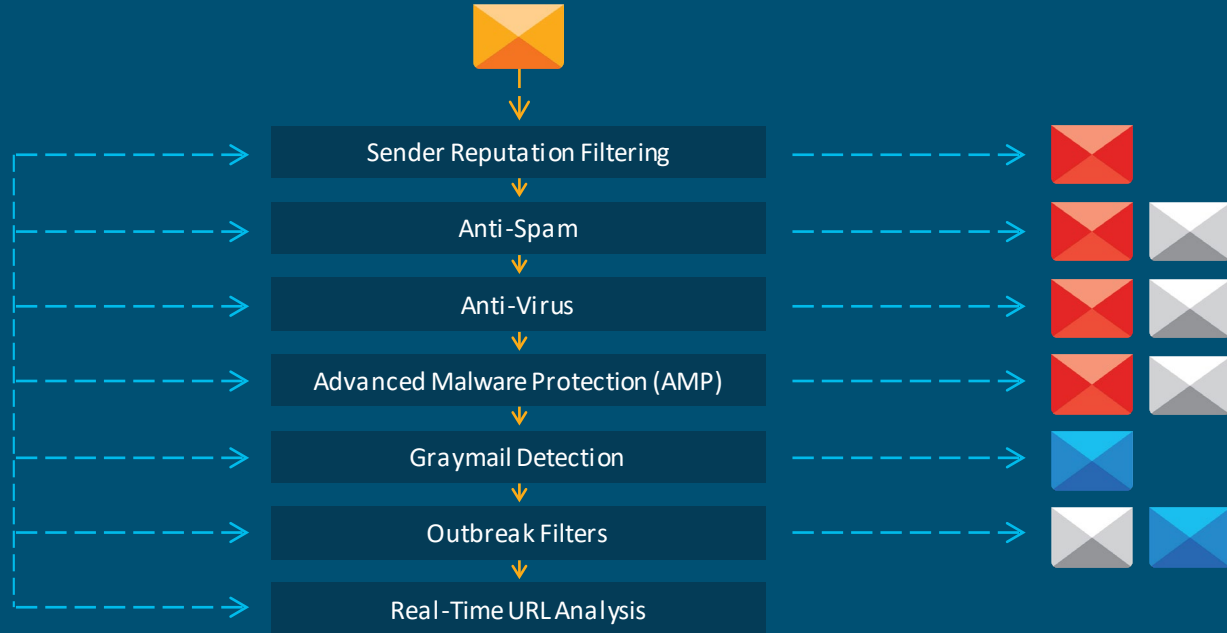 Sender Reputation Filtering
Anti-Spam
Anti-Virus
Advanced Malware Protection (AMP)
Graymail Detection
Outbreak Filters
Real-Time URL Analysis